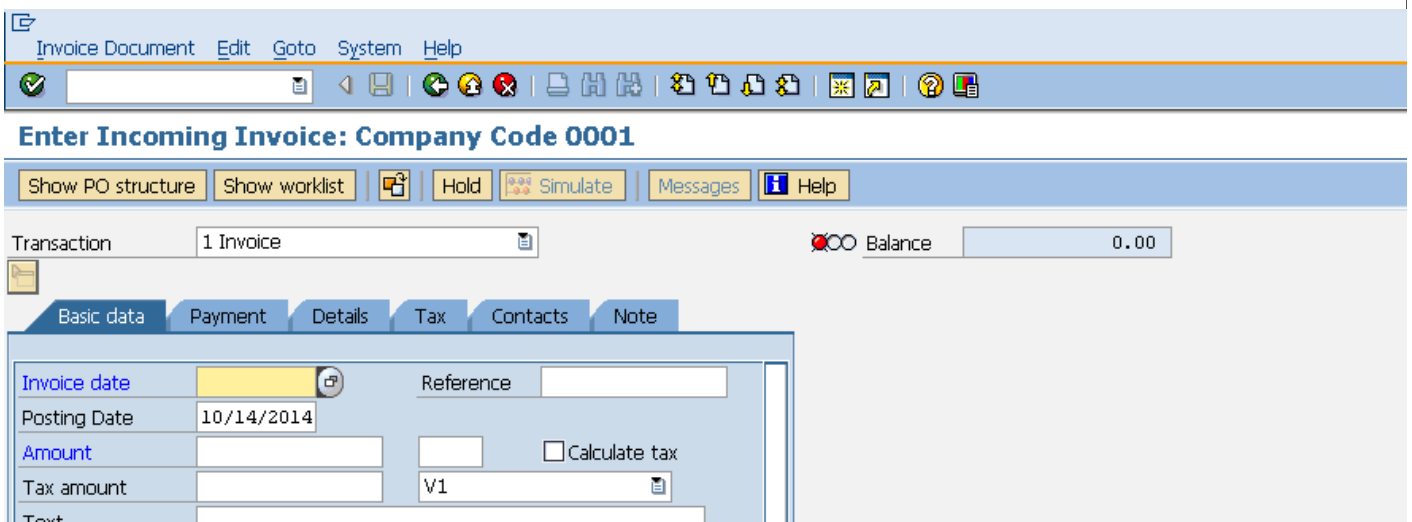 Invoice Document Edit Goto System Help
Enter Incoming Invoice: Company Code 0001
Show PO structure Show worklist Hold Simulate Messages Help
Transaction 1 Invoice Balance 0.00
Basic data Payment Details Tax Contacts Note
Invoice date Reference
Posting Date 10/14/2014
Amount Calculate tax
Tax amount V1
Text